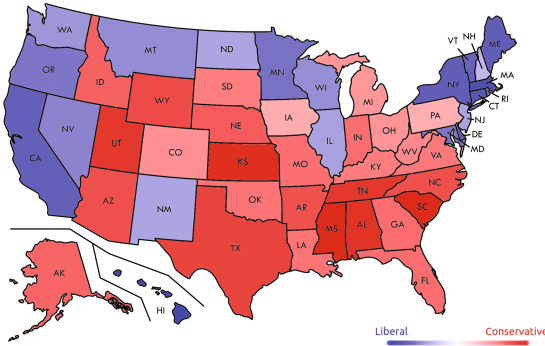 WA
MT
ND
MN
VT
NH
ME
OR
ID
SD
WI
NY
MA
WY
MI
RI
CT
IA
PA
NJ
NV
NE
OH
DE
UT
IL
IN
MD
CA
CO
KS
MO
WV
VA
KY
AZ
NM
OK
AR
TN
NC
SC
TX
LA
MS
AL
GA
AK
FL
HI
Liberal
Conservative